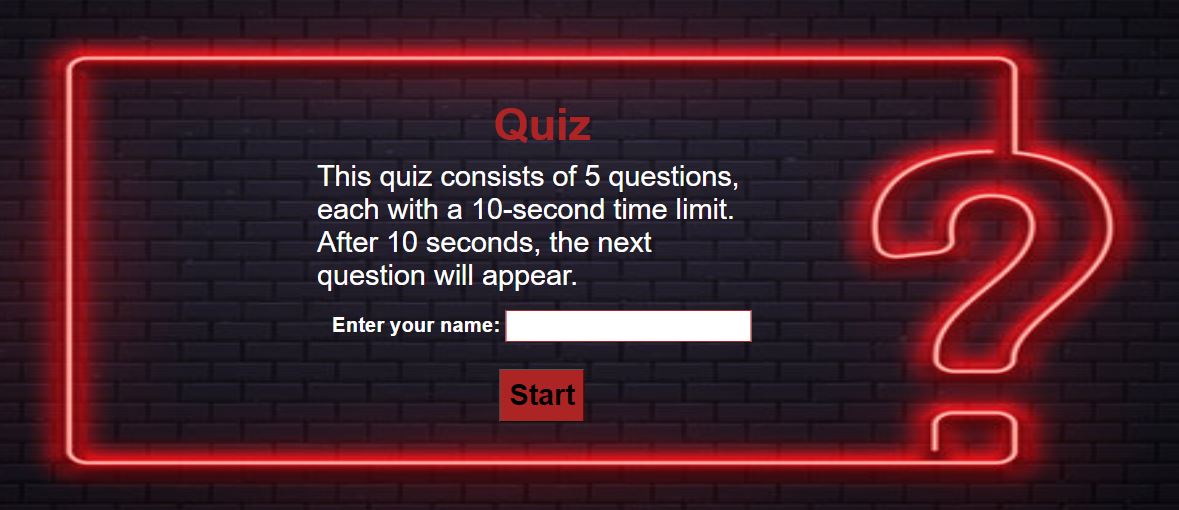 Quiz
This quiz consists of 5 questions,
each with a 10-second time limit.
After 10 seconds, the next
question will appear.
Enter your name:
Start